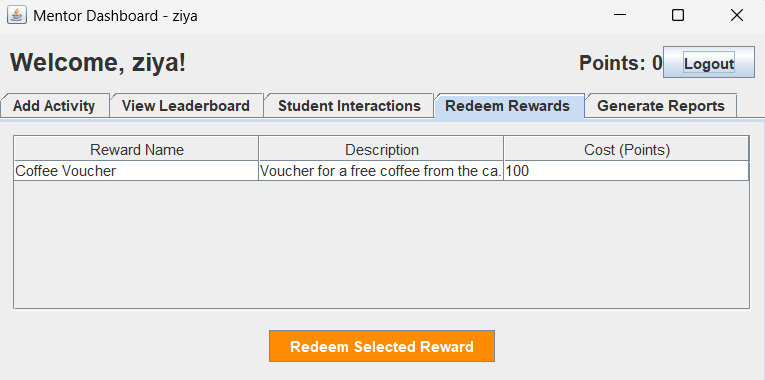 Mentor Dashboard - ziya
Welcome, ziya! Points: 0 Logout
Add Activity View Leaderboard Student Interactions Redeem Rewards Generate Reports
Reward Name Description Cost (Points)
Coffee Voucher Voucher for a free coffee from the ca. 100
Redeem Selected Reward